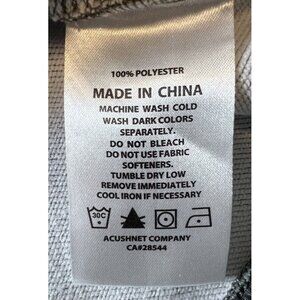 100% POLYESTER
MADE IN CHINA
MACHINE WASH COLD
WASH DARK COLORS
SEPARATELY.
DO NOT BLEACH
DO NOT USE FABRIC
SOFTENERS.
TUMBLE DRY LOW
REMOVE IMMEDIATELY
COOL IRON IF NECESSARY
30C
ACUSHNET COMPANY
CA#28544